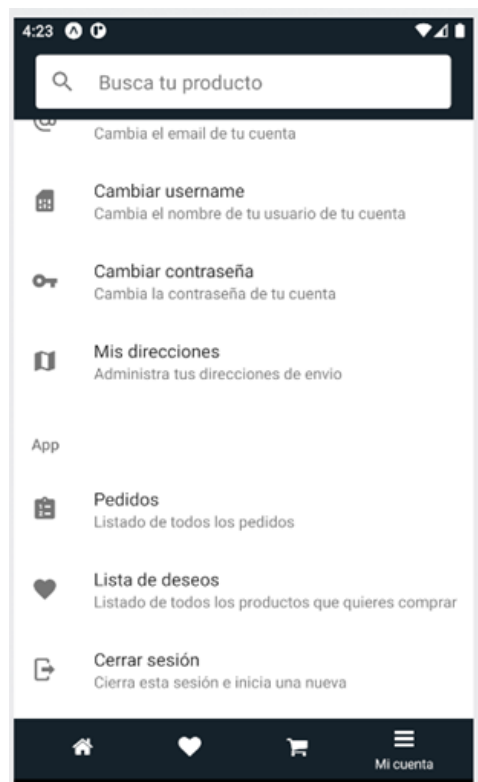 4:23
Busca tu producto
Cambia el email de tu cuenta
Cambiar username
Cambia el nombre de tu usuario de tu cuenta
Cambiar contraseña
Cambia la contraseña de tu cuenta
Mis direcciones
Administra tus direcciones de envio
App
Pedidos
Listado de todos los pedidos
Lista de deseos
Listado de todos los productos que quieres comprar
Cerrar sesión
Cierra esta sesión e inicia una nueva
Mi cuenta